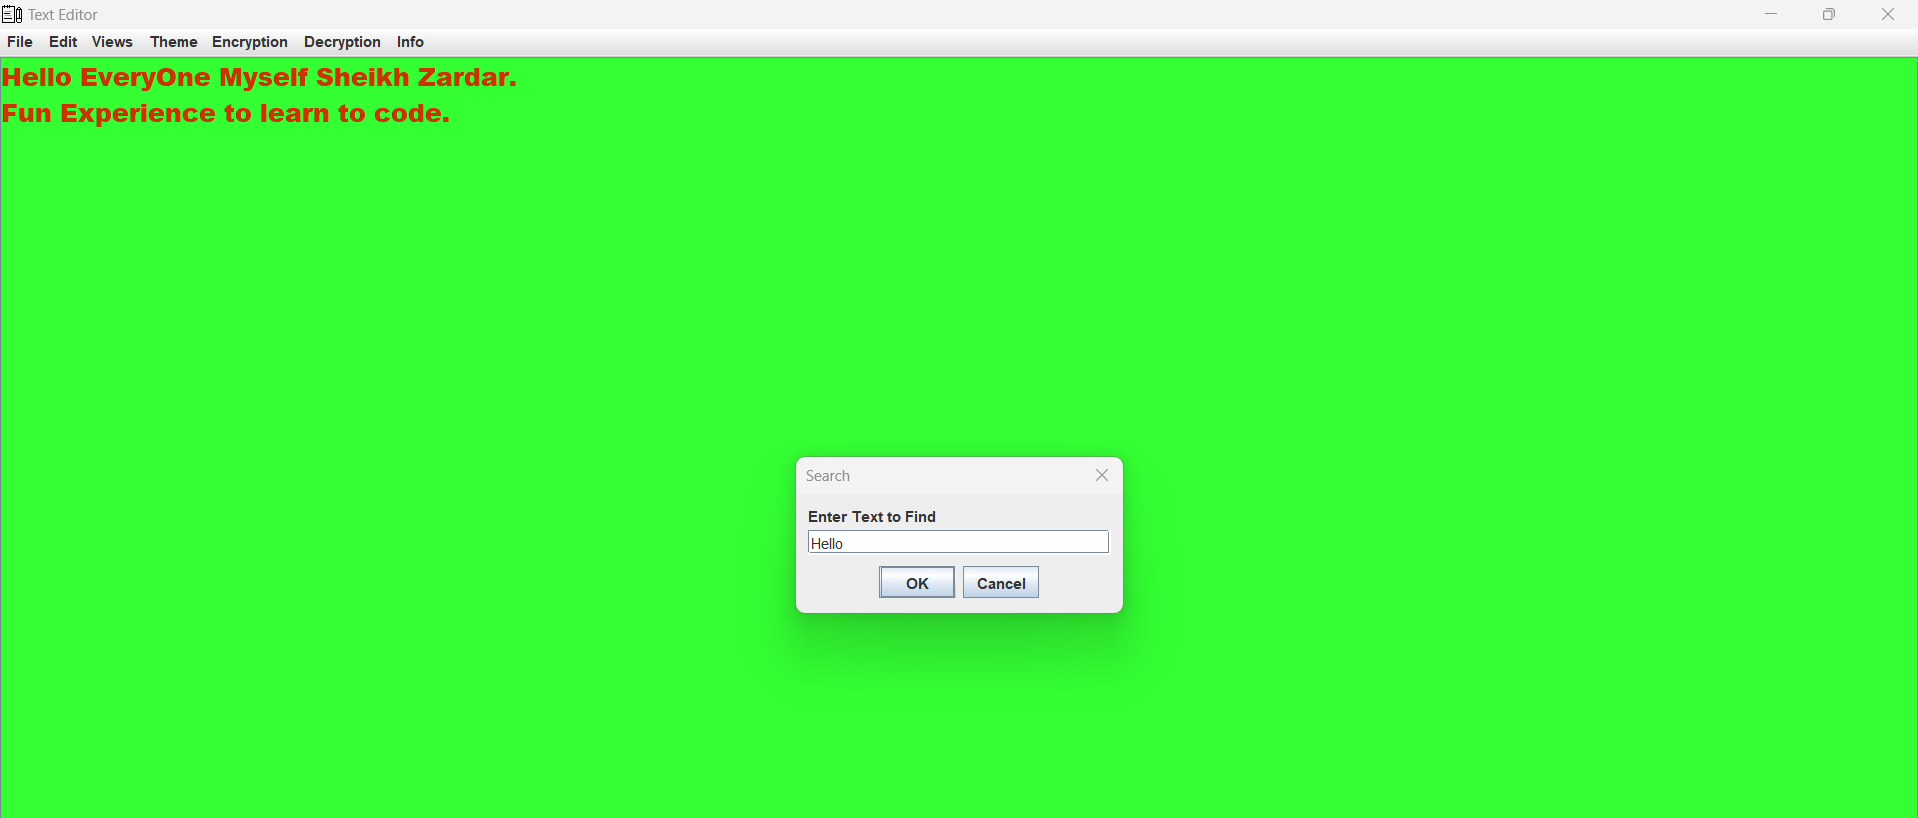 Text Editor
File Edit Views Theme Encryption Decryption Info
Hello EveryOne Myself Sheikh Zardar.
Fun Experience to learn to code.
Search
Enter Text to Find
Hello
OK Cancel